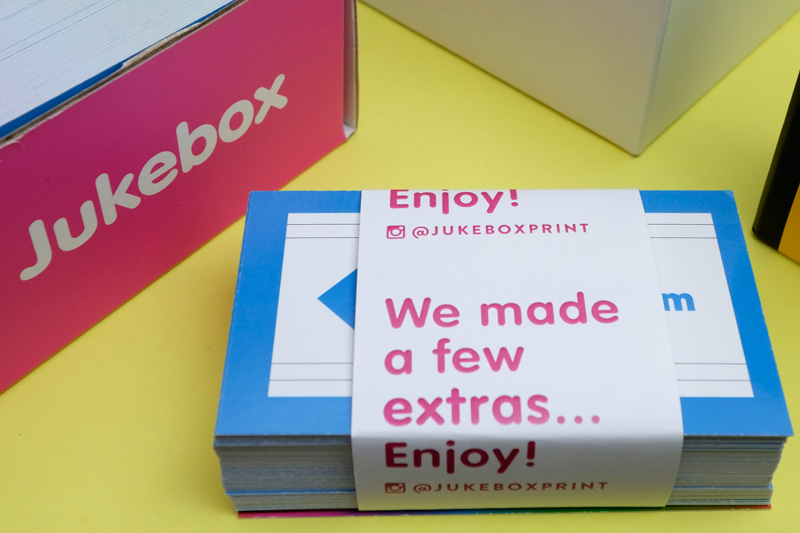 Jukebox
Enjoy!
@JUKEBOXPRINT
We made
a few
extras...
Enjoy!
@JUKEBOXPRINT